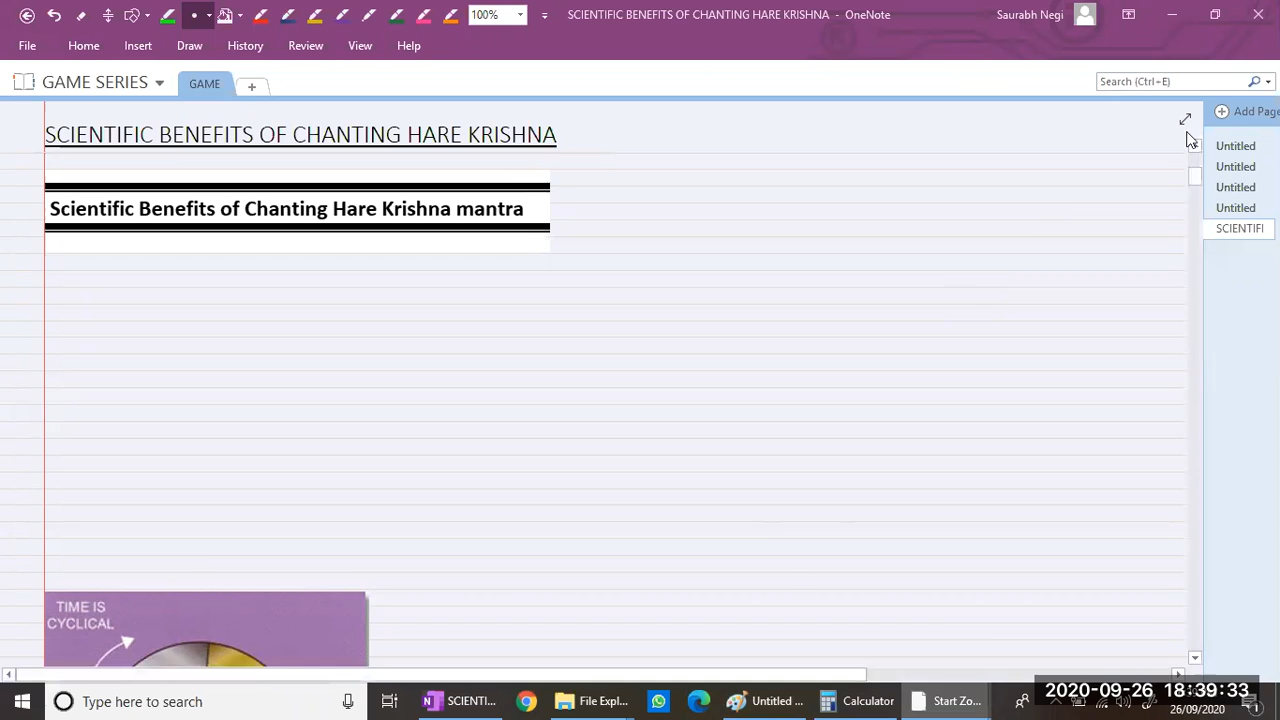 100%
SCIENTIFIC BENEFITS OF CHANTING HARE KRISHNA - OneNote
Saurabh Negi
File Home Insert Draw History Review View Help
GAME SERIES GAME
Search (Ctrl+E)
SCIENTIFIC BENEFITS OF CHANTING HARE KRISHNA
Add Page
Scientific Benefits of Chanting Hare Krishna mantra
Untitled
Untitled
Untitled
Untitled
SCIENTIFI
TIME IS
CYCLICAL
Type here to search
SCIENTI...
File Expl...
Untitled ...
Calculator
Start Zo...
2020-09-26 18:39:33
26/09/2020